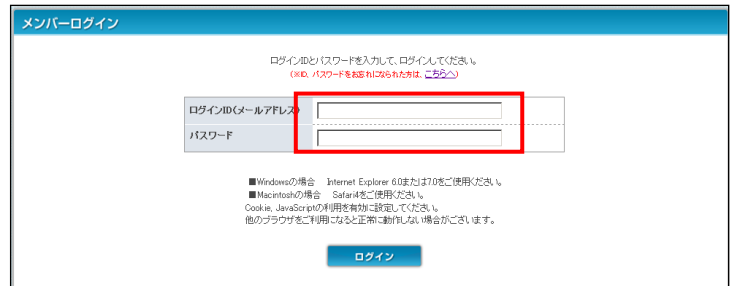 メンバーログイン
ログインIDとパスワードを入力して、ログインしてください。
(※ID、パスワードをお忘れになられた方は、こちらへ)
ログインID(メールアドレス)
パスワード
■Windowsの場合　Internet Explorer 6.0または7.0をご使用ください。
■Macintoshの場合　Safari4をご使用ください。
Cookie, JavaScriptの利用を有効に設定してください。
他のブラウザをご利用になると正常に動作しない場合がございます。
ログイン